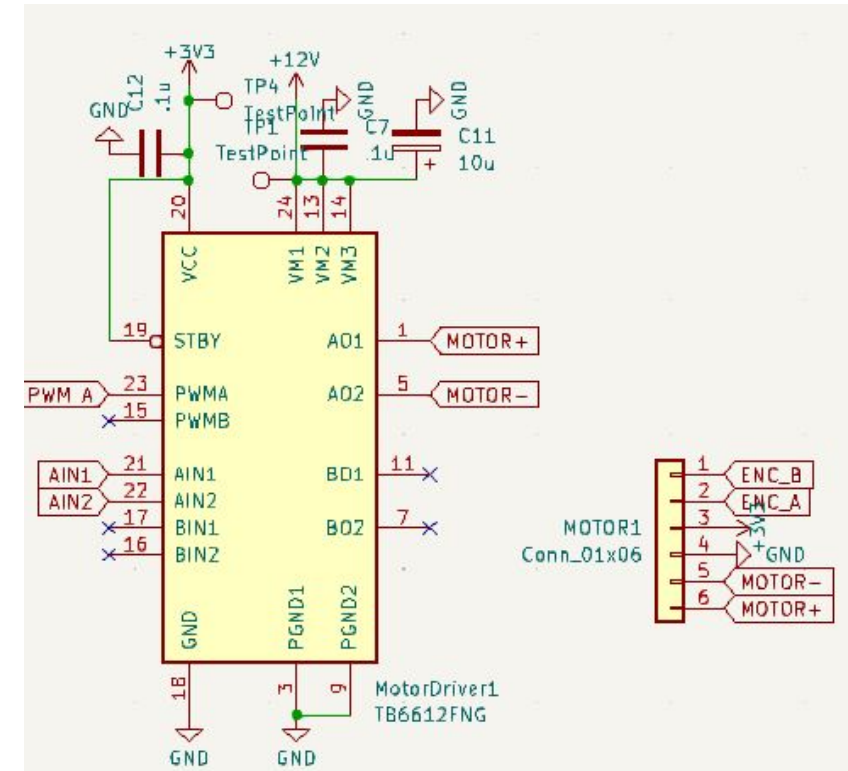 +3V3
+12V
C12
.1u
GND
TP4
TestPoint
TP1
TestPoint
GND
C7
.1u
GND
C11
10u
+
20
24
13
14
VCC
VM1
VM2
VM3
19
STBY
AO1
1
MOTOR+
PWM A
23
PWMA
AO2
5
MOTOR-
15
PWMB
AIN1
21
AIN1
BD1
11
AIN2
22
AIN2
17
BIN1
BO2
7
16
BIN2
GND
PGND1
PGND2
18
3
9
GND
GND
MotorDriver1
TB6612FNG
MOTOR1
Conn_01x06
1
ENC_B
2
ENC_A
3
+3V3
4
GND
5
MOTOR-
6
MOTOR+